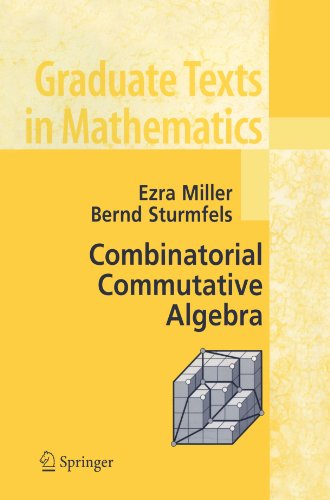 Graduate Texts
in Mathematics
Ezra Miller
Bernd Sturmfels
Combinatorial
Commutative
Algebra
Springer